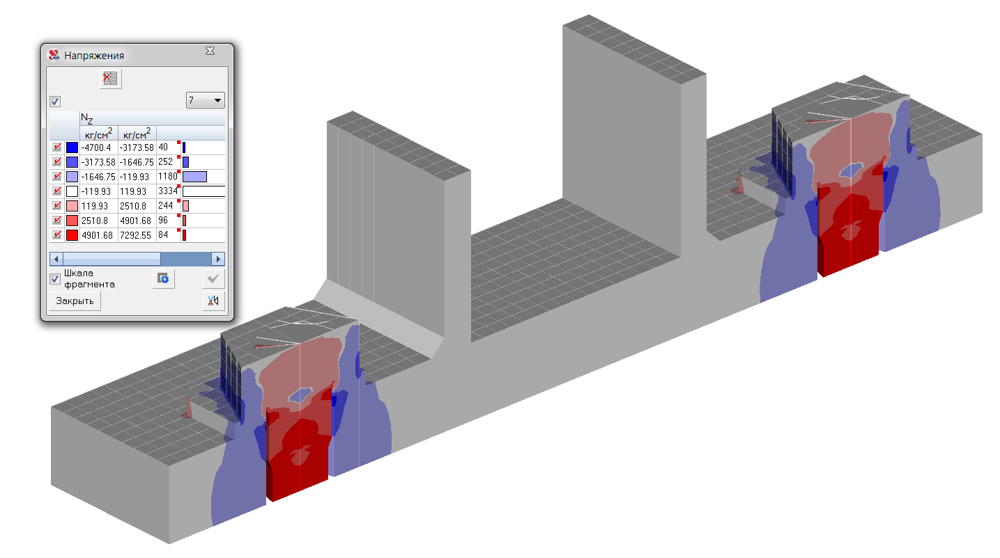 Напряжения
7
NZ
кг/см2 кг/см2
-4700.4 -3173.58 40
-3173.58 -1646.75 252
-1646.75 -119.93 1180
-119.93 119.93 3334
119.93 2510.8 244
2510.8 4901.68 96
4901.68 7292.55 84
Шкала
фрагмента
Закрыть